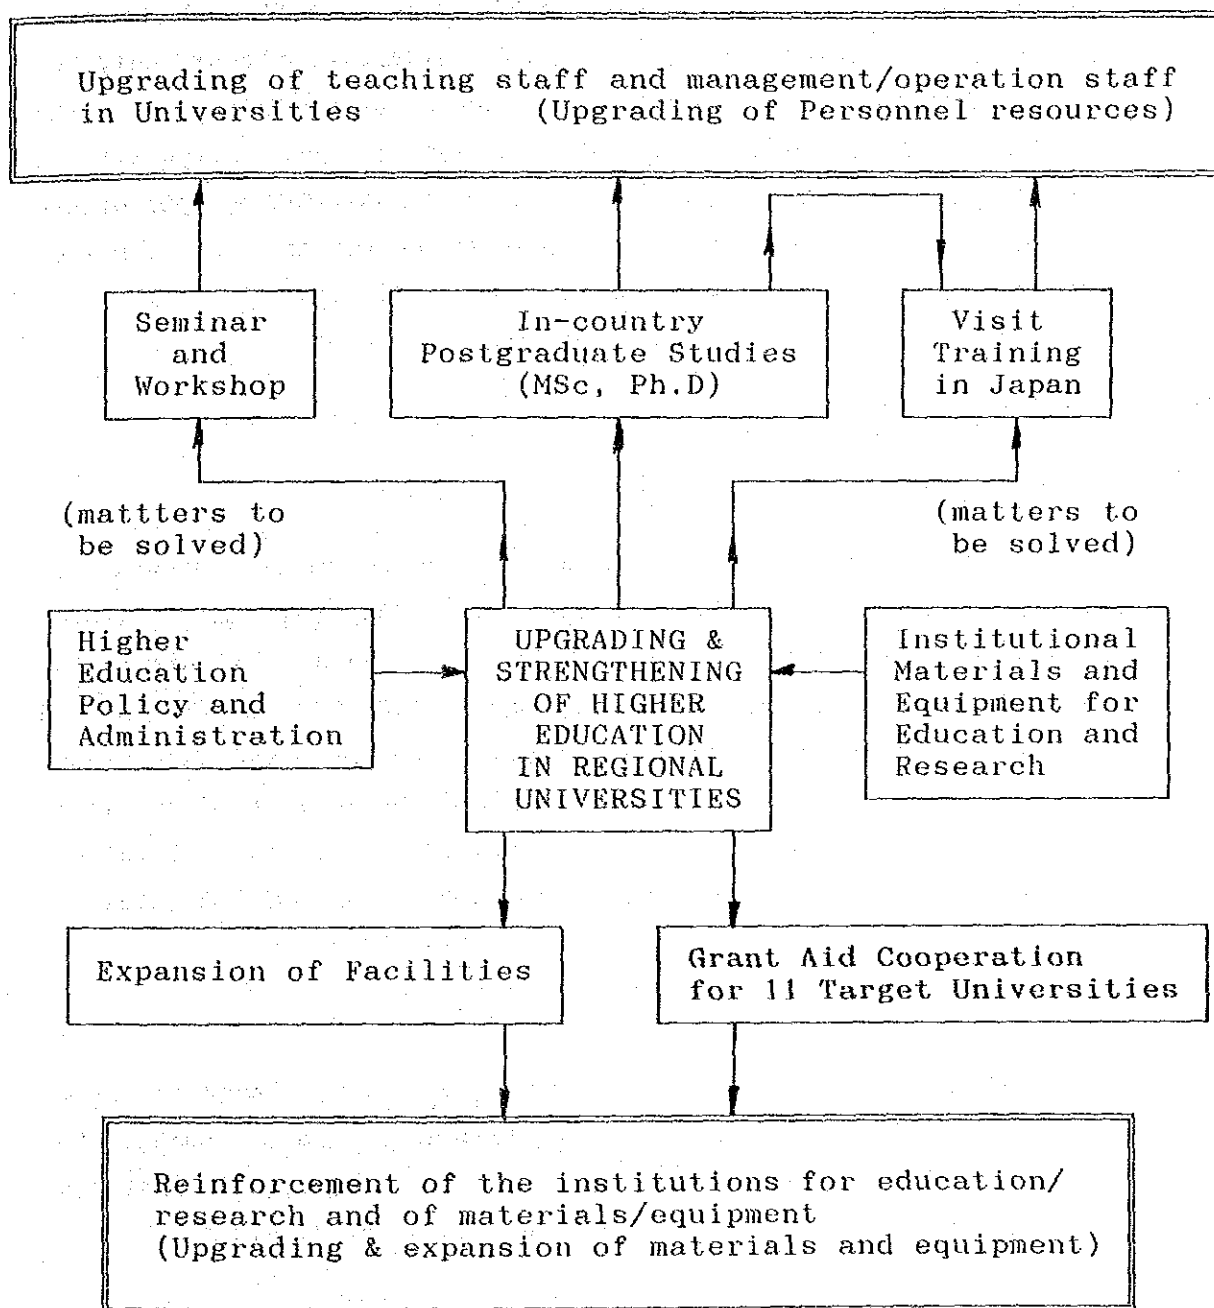 Upgrading of teaching staff and management/operation staff
in Universities (Upgrading of Personnel resources)
Seminar
and
Workshop
In-country
Postgraduate Studies
(MSc, Ph.D)
Visit
Training
in Japan
(mattters to
be solved)
(matters to
be solved)
Higher
Education
Policy and
Administration
UPGRADING &
STRENGTHENING
OF HIGHER
EDUCATION
IN REGIONAL
UNIVERSITIES
Institutional
Materials and
Equipment for
Education and
Research
Expansion of Facilities
Grant Aid Cooperation
for 11 Target Universities
Reinforcement of the institutions for education/
research and of materials/equipment
(Upgrading & expansion of materials and equipment)